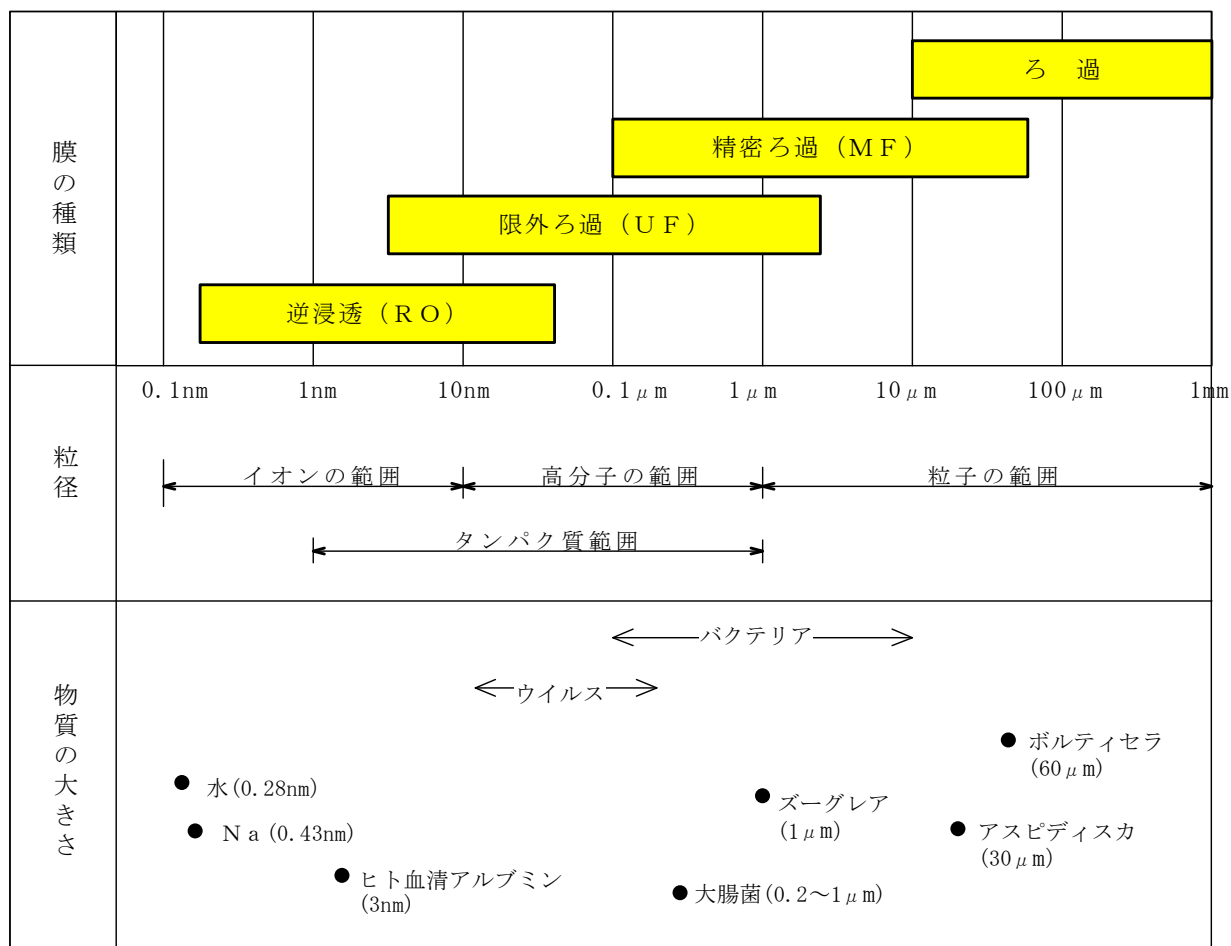 膜の種類
ろ 過
精密ろ過（ＭＦ）
限外ろ過（ＵＦ）
逆浸透（ＲＯ）
粒径
0.1nm 1nm 10nm 0.1μm 1μm 10μm 100μm 1mm
イオンの範囲 高分子の範囲 粒子の範囲
タンパク質範囲
物質の大きさ
バクテリア
ウイルス
ボルティセラ
(60μm)
水(0.28nm)
ズーグレア
(1μm)
Ｎａ(0.43nm)
アスピディスカ
(30μm)
ヒト血清アルブミン
(3nm)
大腸菌(0.2～1μm)